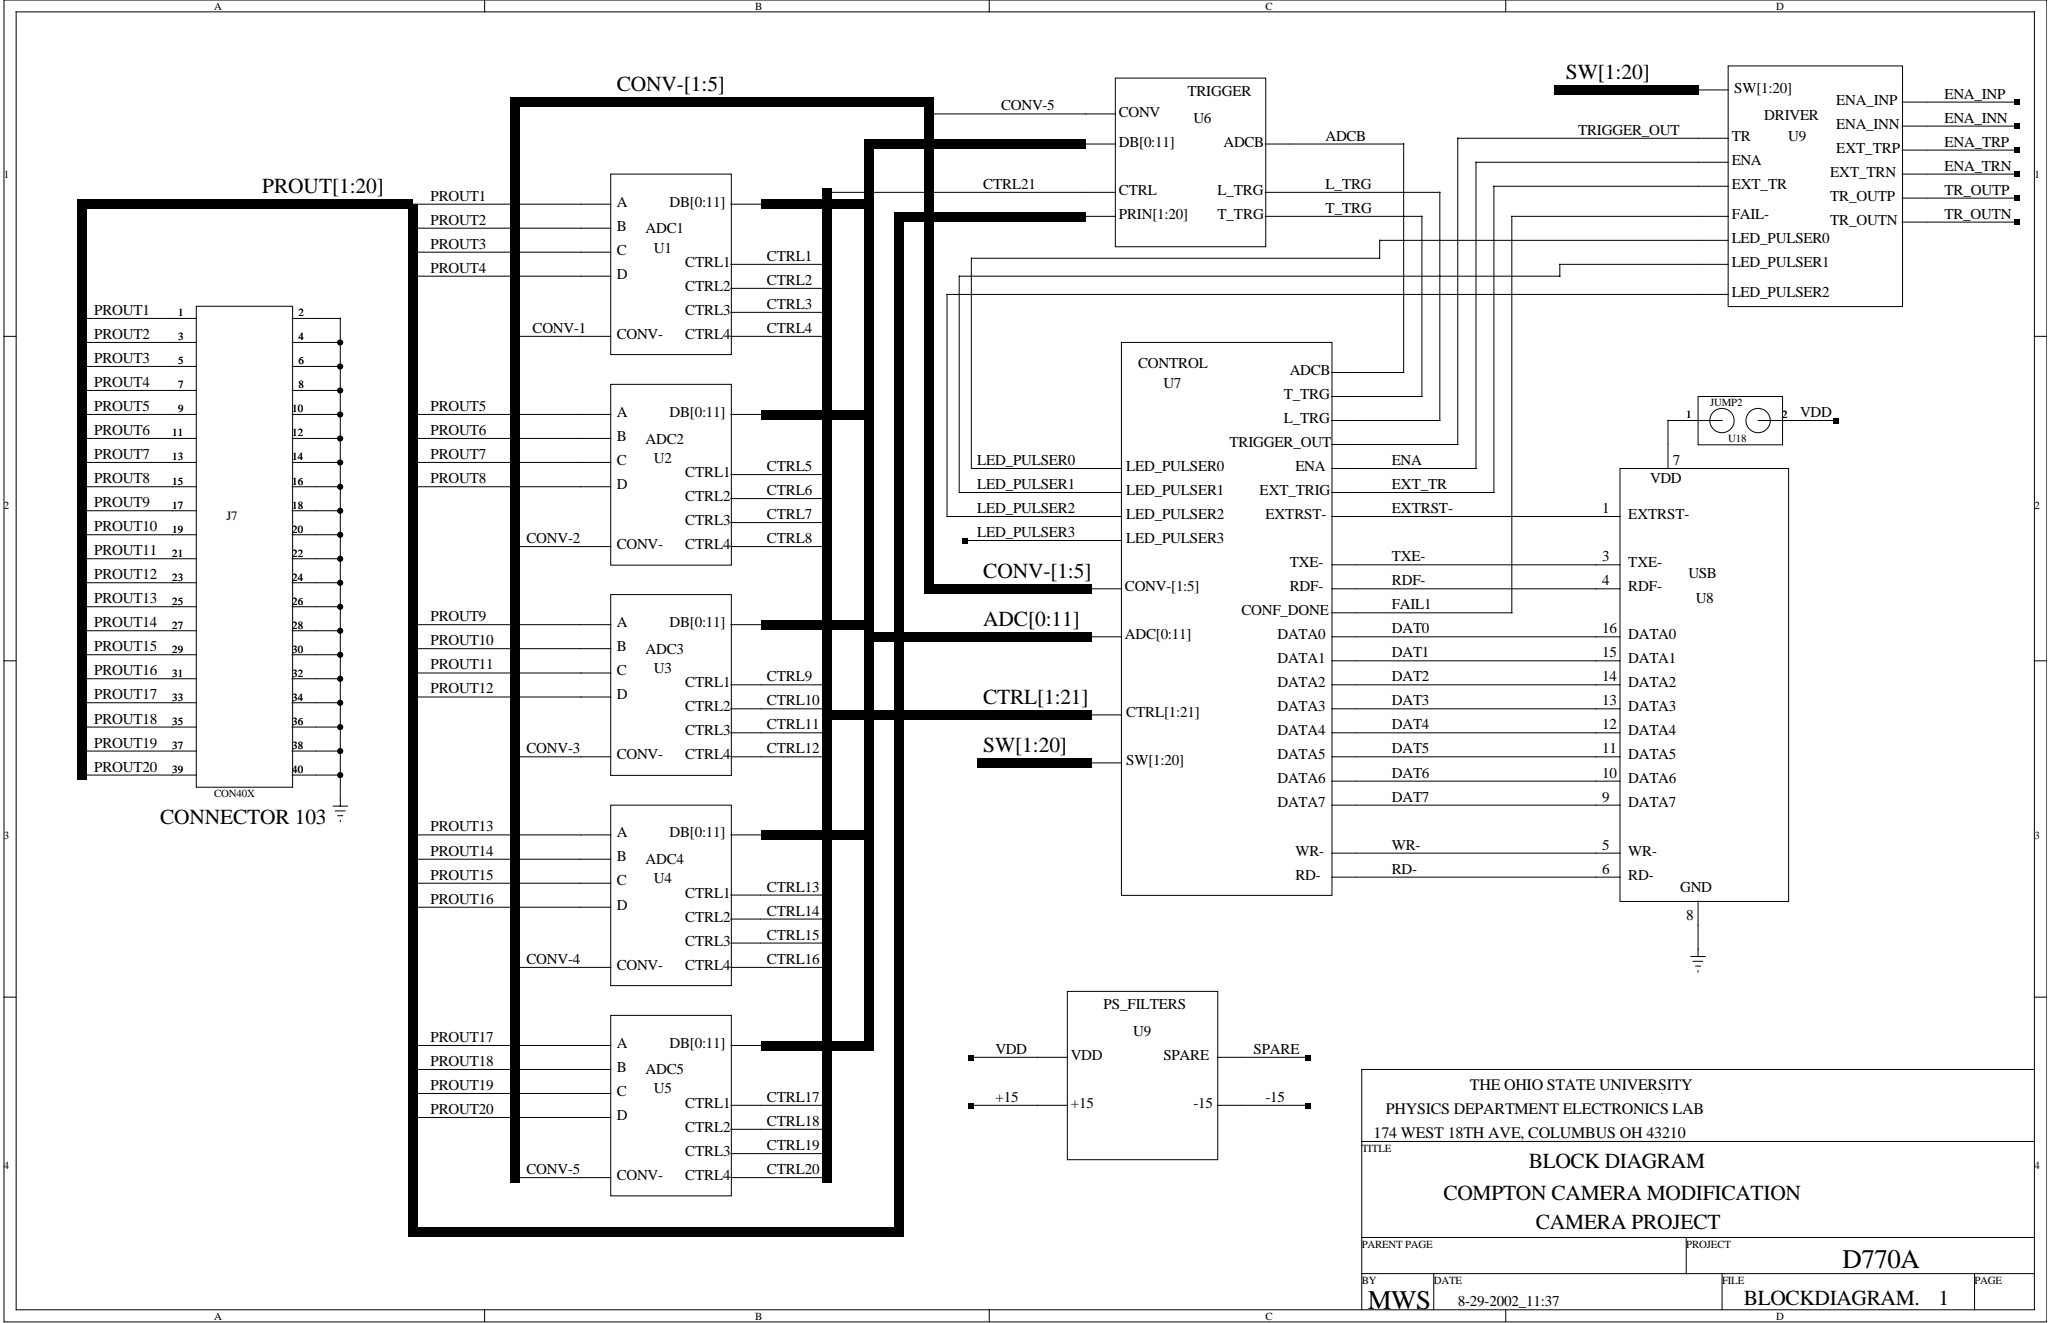 A
B
C
D
1
2
3
4
1
2
3
4
A
B
C
D
PROUT[1:20]
PROUT1 1 2
PROUT2 3 4
PROUT3 5 6
PROUT4 7 8
PROUT5 9 10
PROUT6 11 12
PROUT7 13 14
PROUT8 15 16
PROUT9 17 18
PROUT10 19 20
PROUT11 21 22
PROUT12 23 24
PROUT13 25 26
PROUT14 27 28
PROUT15 29 30
PROUT16 31 32
PROUT17 33 34
PROUT18 35 36
PROUT19 37 38
PROUT20 39 40
J7
CON40X
CONNECTOR 103
CONV-[1:5]
PROUT1 A DB[0:11]
PROUT2 B
ADC1
PROUT3 C
U1
PROUT4 D
CTRL1 CTRL1
CTRL2 CTRL2
CTRL3 CTRL3
CONV-1 CONV- CTRL4 CTRL4
PROUT5 A DB[0:11]
PROUT6 B
ADC2
PROUT7 C
U2
PROUT8 D
CTRL1 CTRL5
CTRL2 CTRL6
CTRL3 CTRL7
CONV-2 CONV- CTRL4 CTRL8
PROUT9 A DB[0:11]
PROUT10 B
ADC3
PROUT11 C
U3
PROUT12 D
CTRL1 CTRL9
CTRL2 CTRL10
CTRL3 CTRL11
CONV-3 CONV- CTRL4 CTRL12
PROUT13 A DB[0:11]
PROUT14 B
ADC4
PROUT15 C
U4
PROUT16 D
CTRL1 CTRL13
CTRL2 CTRL14
CTRL3 CTRL15
CONV-4 CONV- CTRL4 CTRL16
PROUT17 A DB[0:11]
PROUT18 B
ADC5
PROUT19 C
U5
PROUT20 D
CTRL1 CTRL17
CTRL2 CTRL18
CTRL3 CTRL19
CONV-5 CONV- CTRL4 CTRL20
TRIGGER
U6
CONV-5 CONV
DB[0:11] ADCB ADCB
CTRL21 CTRL L_TRG L_TRG
PRIN[1:20] T_TRG T_TRG
SW[1:20]
SW[1:20]
DRIVER
U9
TRIGGER_OUT TR
ENA
EXT_TR
FAIL-
LED_PULSER0
LED_PULSER1
LED_PULSER2
ENA_INP ENA_INP
ENA_INN ENA_INN
EXT_TRP ENA_TRP
EXT_TRN ENA_TRN
TR_OUTP TR_OUTP
TR_OUTN TR_OUTN
CONTROL
U7
ADCB
T_TRG
L_TRG
TRIGGER_OUT
LED_PULSER0 LED_PULSER0 ENA ENA
LED_PULSER1 LED_PULSER1 EXT_TRIG EXT_TR
LED_PULSER2 LED_PULSER2 EXTRST- EXTRST- 1 EXTRST-
LED_PULSER3 LED_PULSER3
TXE- TXE- 3 TXE-
CONV-[1:5] CONV-[1:5] RDF- RDF- 4 RDF-
CONF_DONE FAIL1
ADC[0:11] ADC[0:11] DATA0 DAT0 16 DATA0
DATA1 DAT1 15 DATA1
DATA2 DAT2 14 DATA2
CTRL[1:21] CTRL[1:21] DATA3 DAT3 13 DATA3
DATA4 DAT4 12 DATA4
SW[1:20] SW[1:20] DATA5 DAT5 11 DATA5
DATA6 DAT6 10 DATA6
DATA7 DAT7 9 DATA7
WR- WR- 5 WR-
RD- RD- 6 RD-
JUMP2
1 2 VDD
U18
7
VDD
USB
U8
GND
8
PS_FILTERS
U9
VDD VDD SPARE SPARE
+15 +15 -15 -15
THE OHIO STATE UNIVERSITY
PHYSICS DEPARTMENT ELECTRONICS LAB
174 WEST 18TH AVE, COLUMBUS OH 43210
TITLE
BLOCK DIAGRAM
COMPTON CAMERA MODIFICATION
CAMERA PROJECT
PARENT PAGE PROJECT
D770A
BY DATE FILE PAGE
MWS 8-29-2002_11:37 BLOCKDIAGRAM. 1